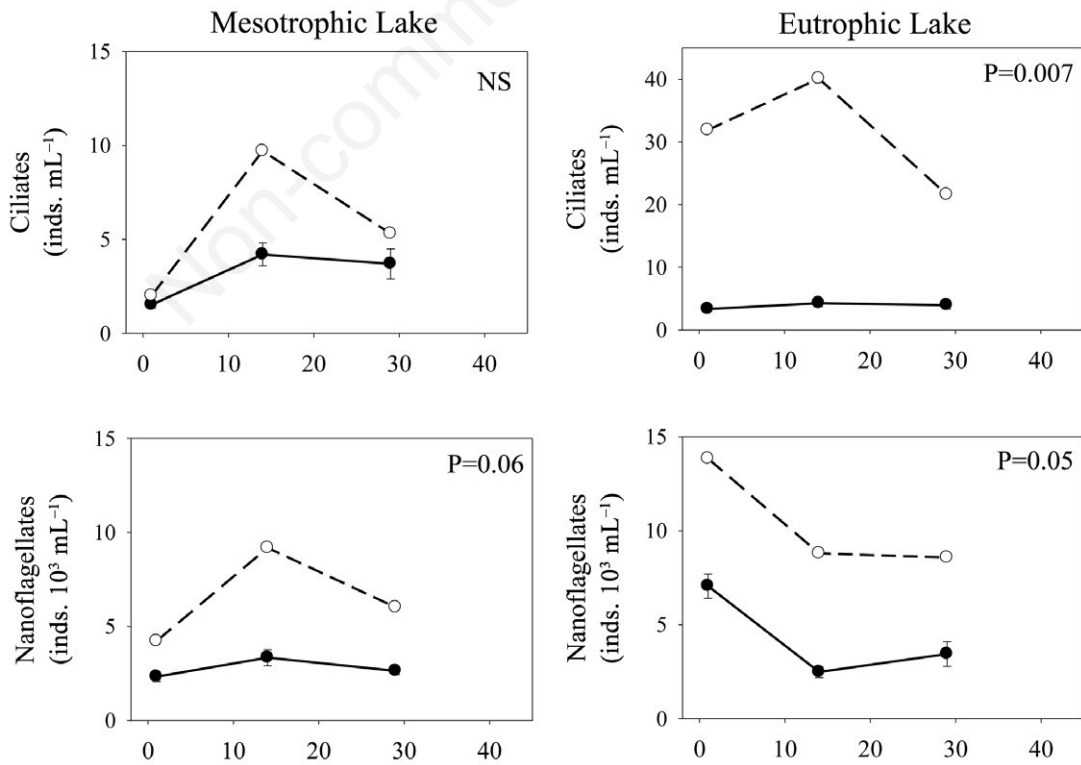 Mesotrophic Lake
Eutrophic Lake
Non-comme
15
10
5
0
Ciliates
(inds. mL⁻¹)
NS
0 10 20 30 40
40
30
20
10
0
Ciliates
(inds. mL⁻¹)
P=0.007
0 10 20 30 40
15
10
5
0
Nanoflagellates
(inds. 10³ mL⁻¹)
P=0.06
0 10 20 30 40
15
10
5
0
Nanoflagellates
(inds. 10³ mL⁻¹)
P=0.05
0 10 20 30 40